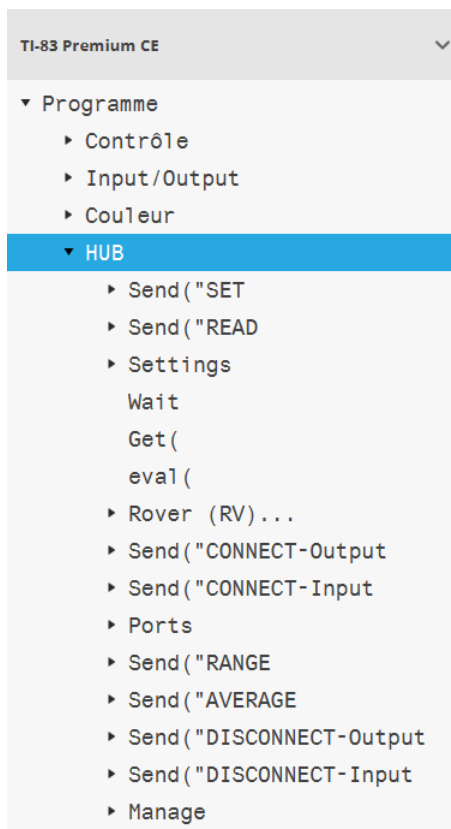 TI-83 Premium CE
Programme
Contrôle
Input/Output
Couleur
HUB
Send("SET
Send("READ
Settings
Wait
Get(
eval(
Rover (RV)...
Send("CONNECT-Output
Send("CONNECT-Input
Ports
Send("RANGE
Send("AVERAGE
Send("DISCONNECT-Output
Send("DISCONNECT-Input
Manage